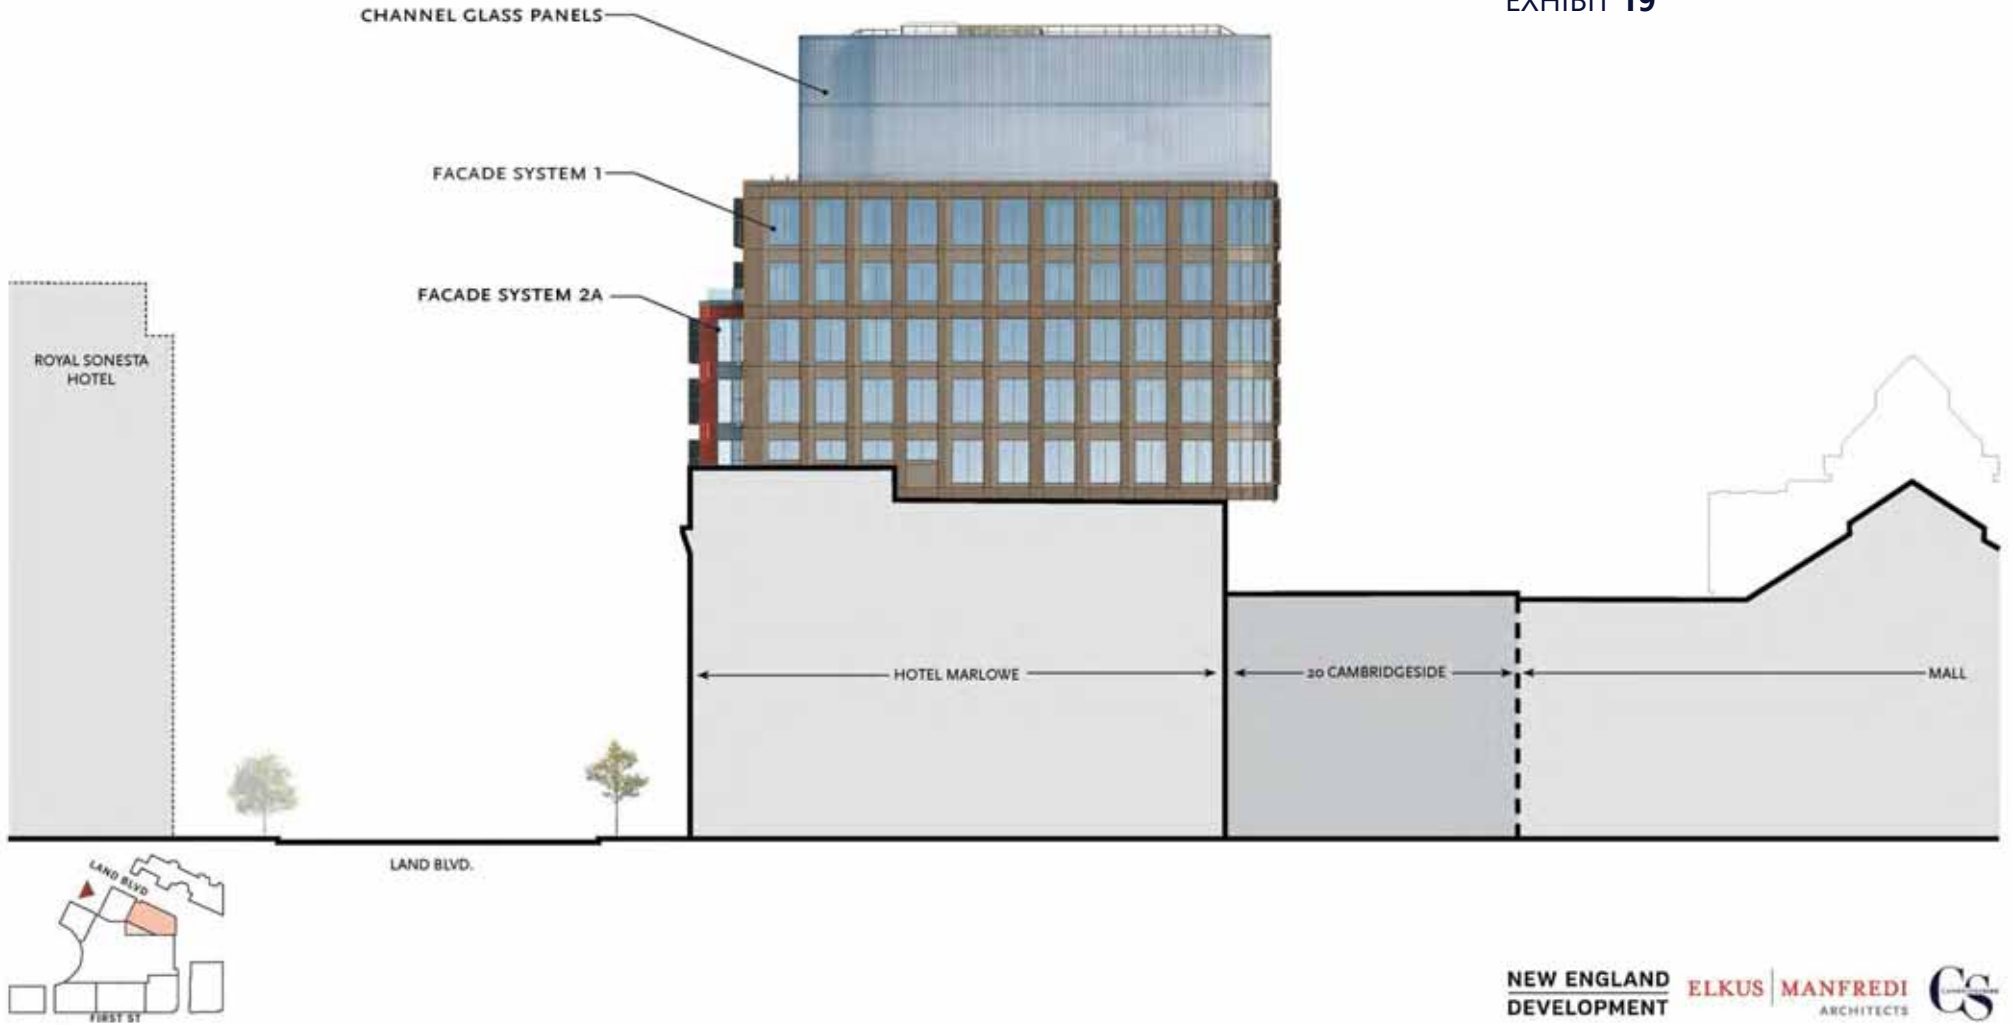 EXHIBIT 19
CHANNEL GLASS PANELS
FACADE SYSTEM 1
FACADE SYSTEM 2A
ROYAL SONESTA
HOTEL
HOTEL MARLOWE
20 CAMBRIDGESIDE
MALL
LAND BLVD.
LAND BLVD
FIRST ST
NEW ENGLAND
DEVELOPMENT
ELKUS MANFREDI
ARCHITECTS
CS